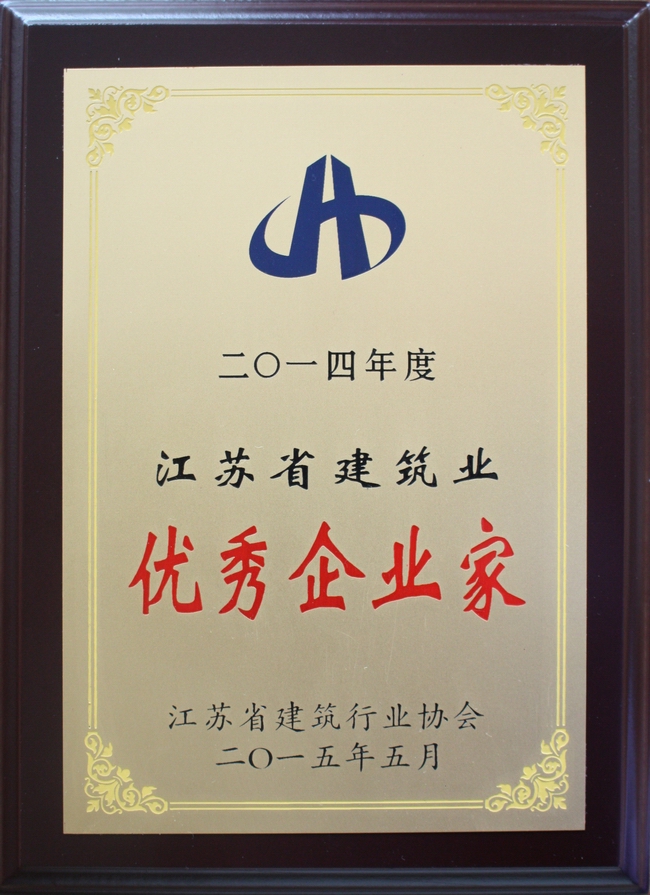 二〇一四年度
江苏省建筑业
优秀企业家
江苏省建筑行业协会
二〇一五年五月